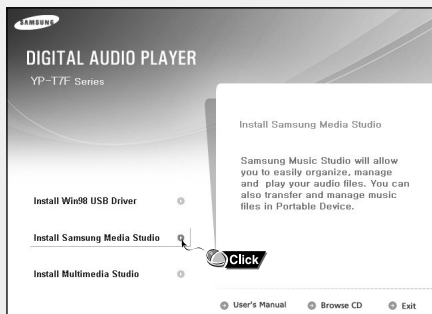 SAMSUNG
DIGITAL AUDIO PLAYER
YP-T7F Series
Install Samsung Media Studio
Samsung Music Studio will allow
you to easily organize, manage
and play your audio files. You can
also transfer and manage music
files in Portable Device.
Install Win98 USB Driver
Install Samsung Media Studio
Click
Install Multimedia Studio
User's Manual
Browse CD
Exit